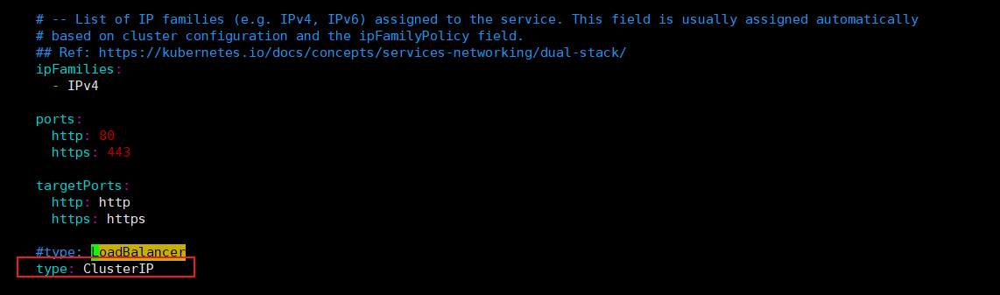 # -- List of IP families (e.g. IPv4, IPv6) assigned to the service. This field is usually assigned automatically
# based on cluster configuration and the ipFamilyPolicy field.
## Ref: https://kubernetes.io/docs/concepts/services-networking/dual-stack/
ipFamilies:
  - IPv4

ports:
  http: 80
  https: 443

targetPorts:
  http: http
  https: https

#type: LoadBalancer
type: ClusterIP